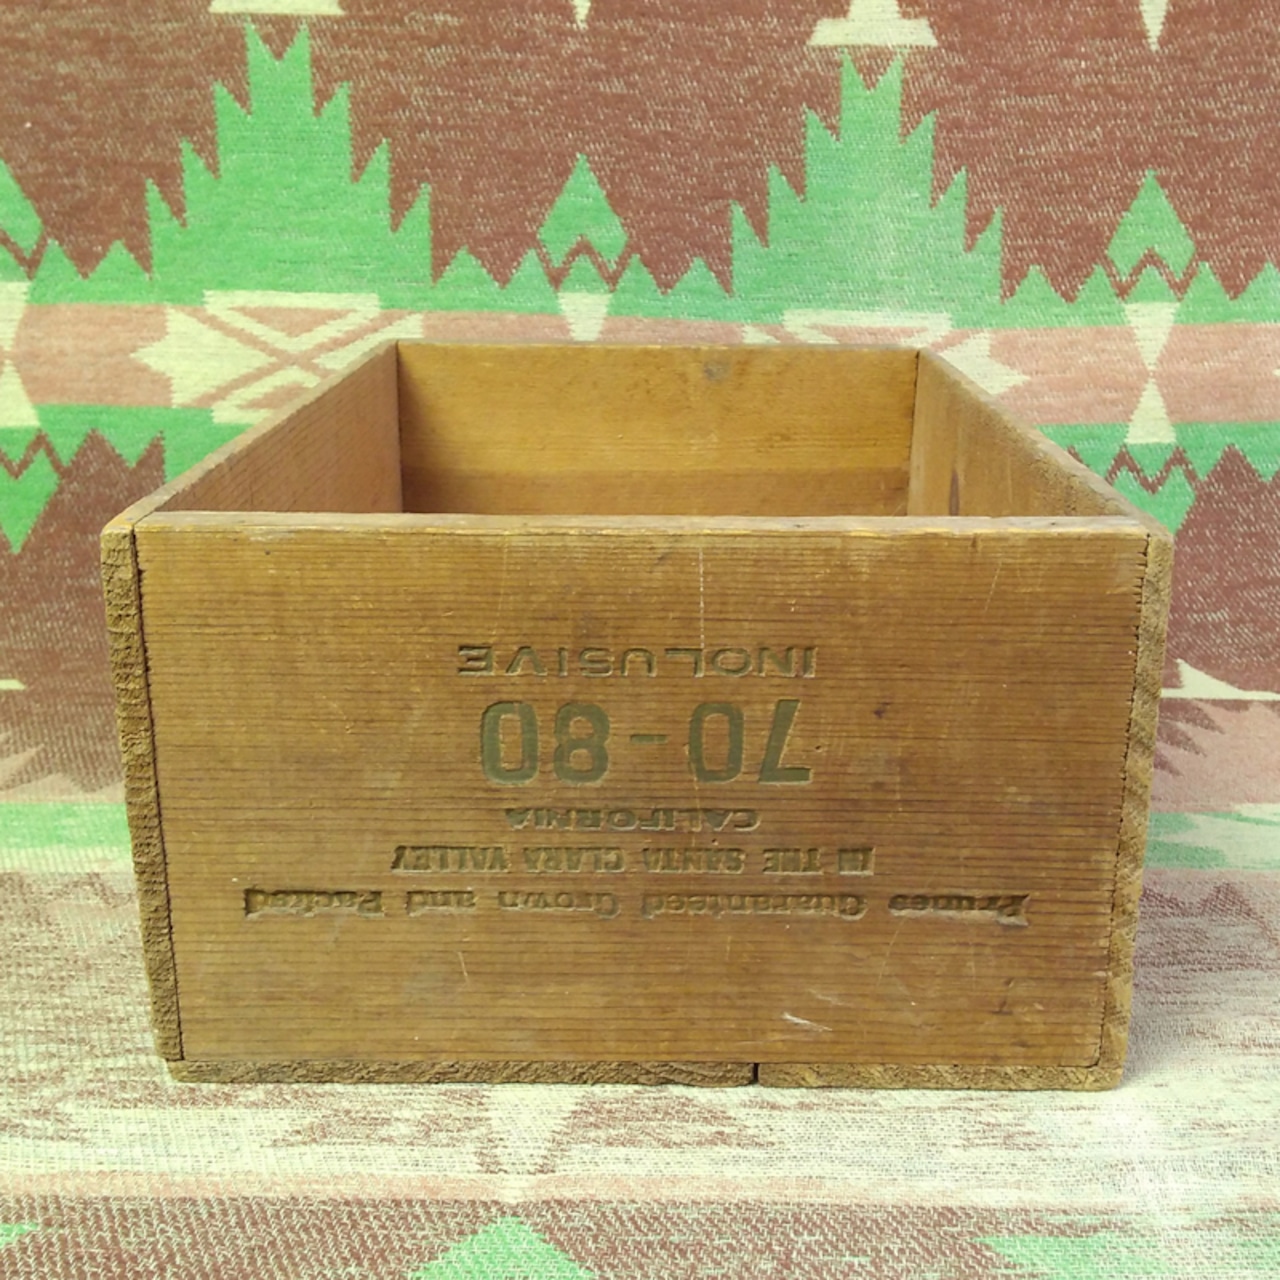 Prunes Guaranteed Grown and Packed
IN THE SANTA CLARA VALLEY
CALIFORNIA
70-80
INCLUSIVE